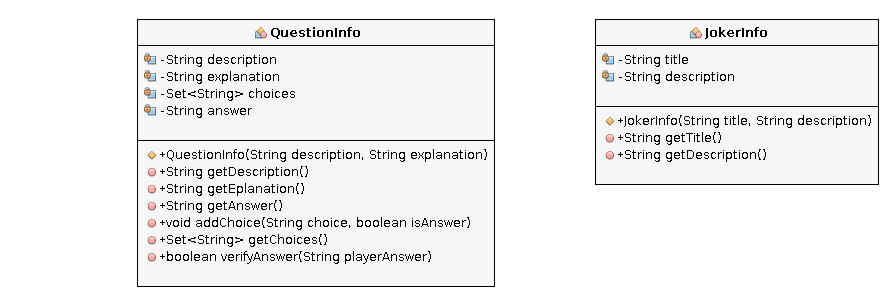 QuestionInfo
-String description
-String explanation
-Set<String> choices
-String answer
+QuestionInfo(String description, String explanation)
+String getDescription()
+String getEplanation()
+String getAnswer()
+void addChoice(String choice, boolean isAnswer)
+Set<String> getChoices()
+boolean verifyAnswer(String playerAnswer)
JokerInfo
-String title
-String description
+JokerInfo(String title, String description)
+String getTitle()
+String getDescription()